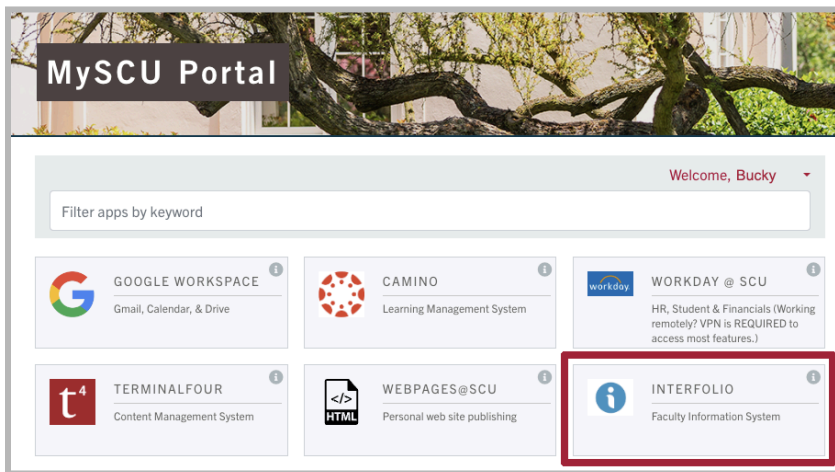 MySCU Portal
Welcome, Bucky
Filter apps by keyword
GOOGLE WORKSPACE
Gmail, Calendar, & Drive
CAMINO
Learning Management System
workday
WORKDAY @ SCU
HR, Student & Financials (Working
remotely? VPN is REQUIRED to
access most features.)
t4
TERMINALFOUR
Content Management System
</>
HTML
WEBPAGES@SCU
Personal web site publishing
INTERFOLIO
Faculty Information System